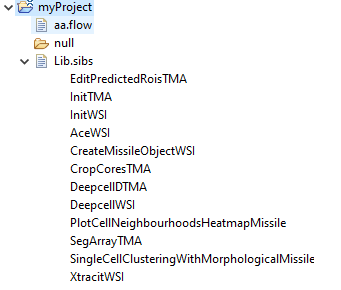 myProject
aa.flow
null
Lib.sibs
EditPredictedRoisTMA
InitTMA
InitWSI
AceWSI
CreateMissileObjectWSI
CropCoresTMA
DeepcellDTMA
DeepcellWSI
PlotCellNeighbourhoodsHeatmapMissile
SegArrayTMA
SingleCellClusteringWithMorphologicalMissile
XtracitWSI